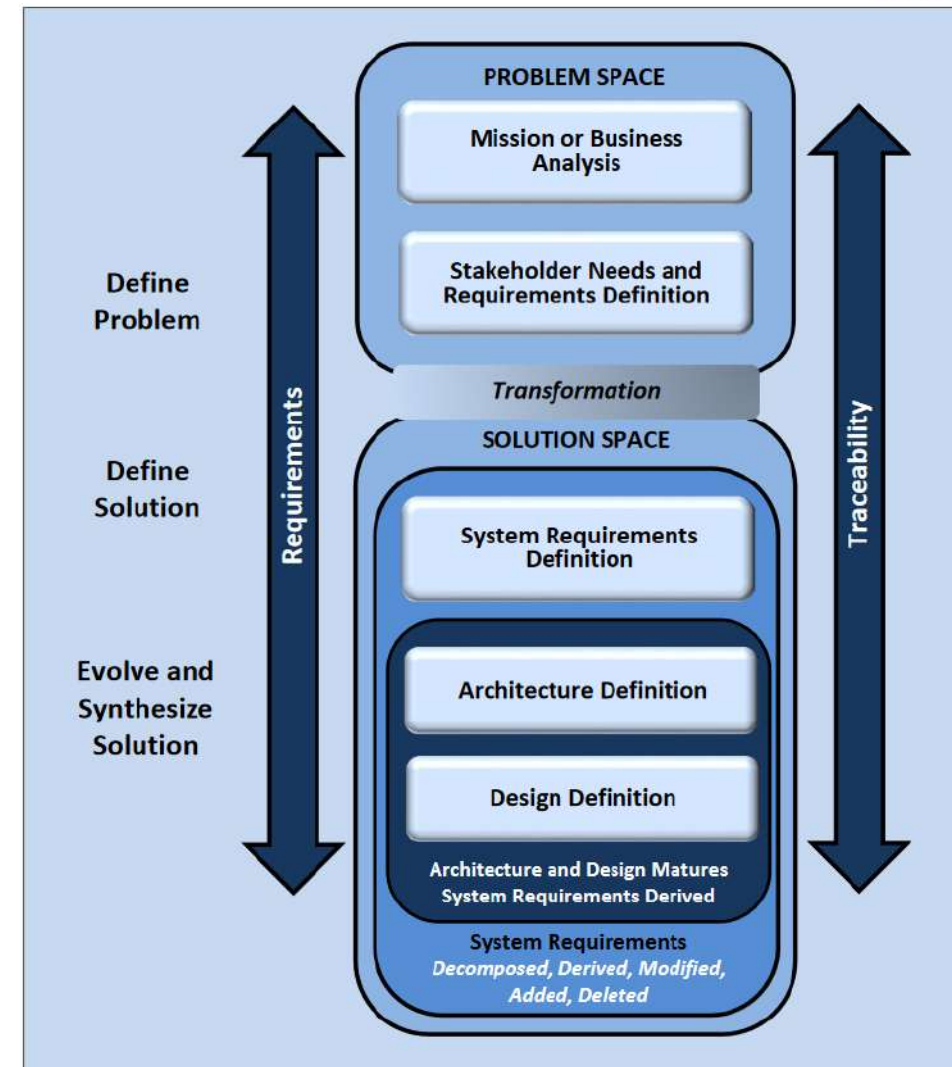 PROBLEM SPACE
Mission or Business
Analysis
Stakeholder Needs and
Requirements Definition
Define
Problem
Requirements
Traceability
Transformation
SOLUTION SPACE
Define
Solution
System Requirements
Definition
Evolve and
Synthesize
Solution
Architecture Definition
Design Definition
Architecture and Design Matures
System Requirements Derived
System Requirements
Decomposed, Derived, Modified,
Added, Deleted